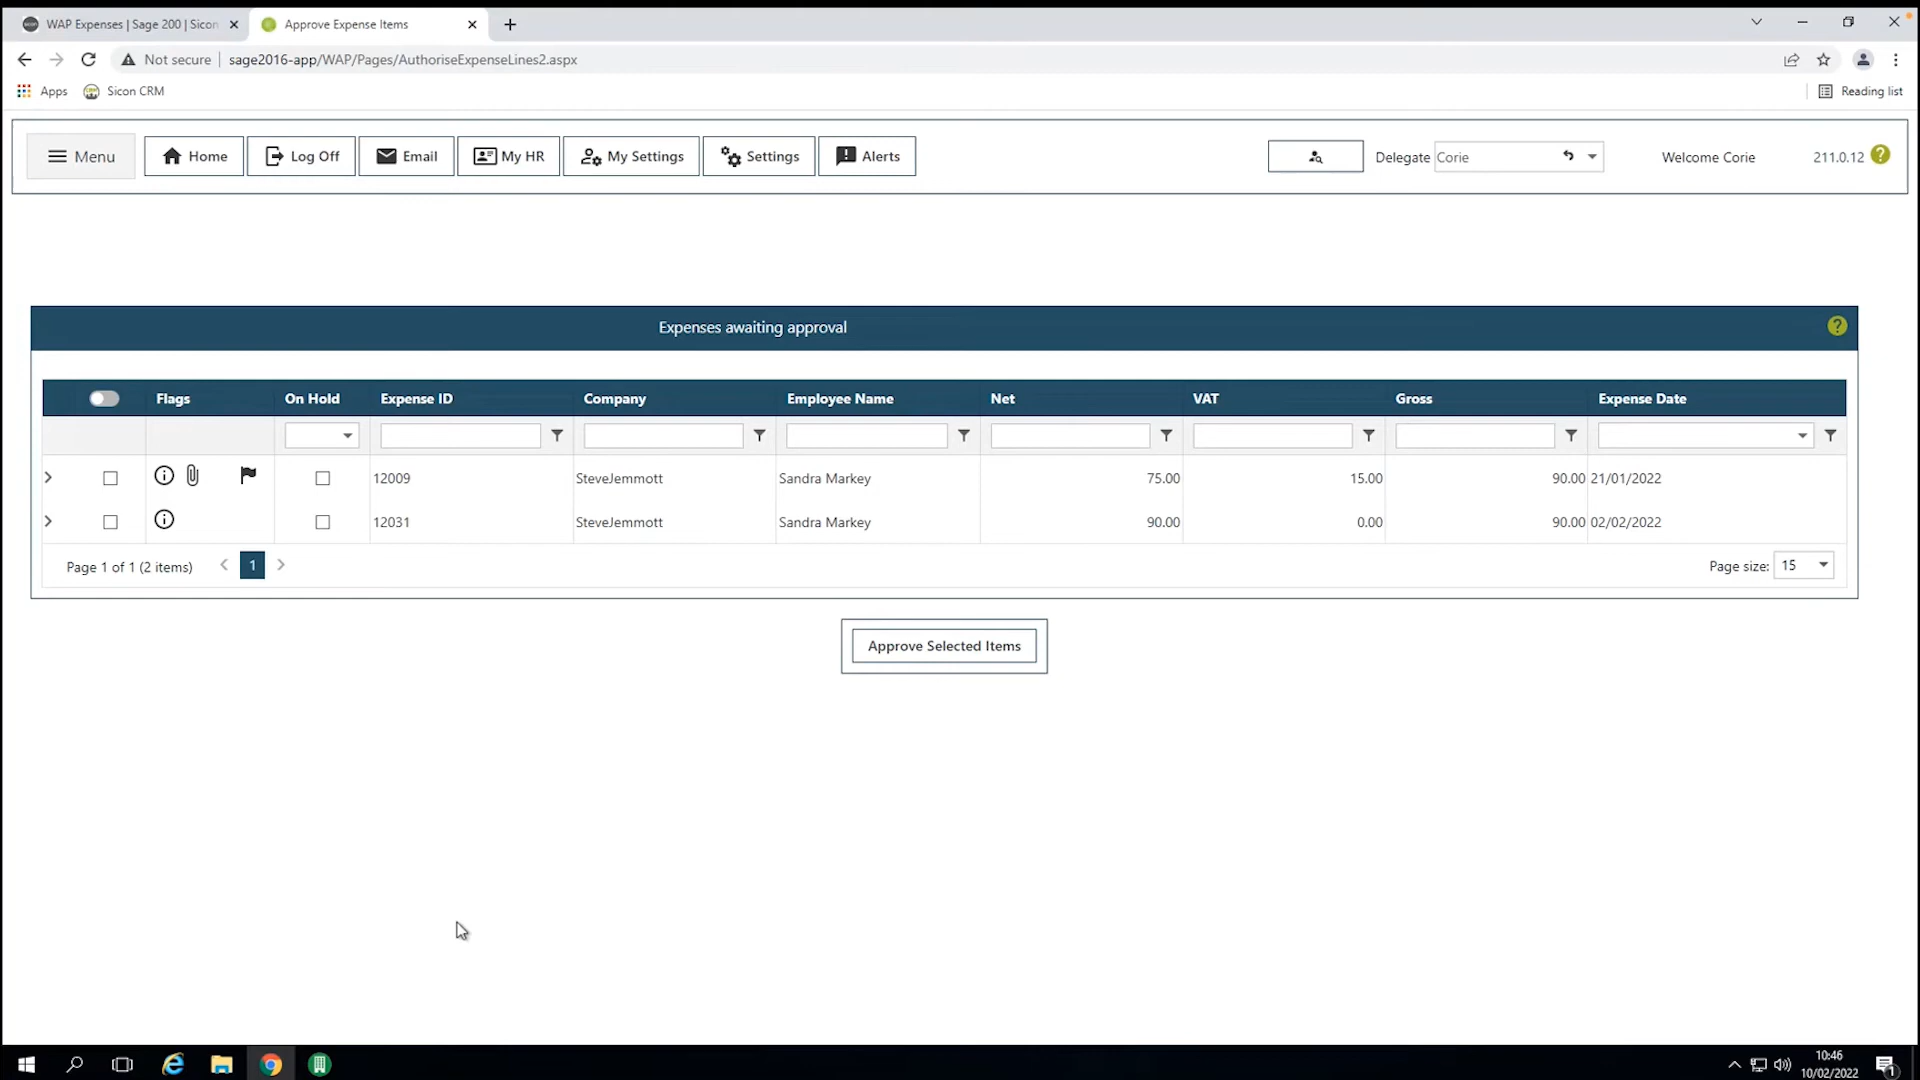 WAP Expenses | Sage 200 | Sicon
Approve Expense Items
Not secure sage2016-app/WAP/Pages/AuthoriseExpenseLines2.aspx
Apps Sicon CRM Reading list
Menu Home Log Off Email My HR My Settings Settings Alerts Delegate Corie Welcome Corie 211.0.12 ?
Expenses awaiting approval ?
Flags On Hold Expense ID Company Employee Name Net VAT Gross Expense Date
12009 SteveJemmott Sandra Markey 75.00 15.00 90.00 21/01/2022
12031 SteveJemmott Sandra Markey 90.00 0.00 90.00 02/02/2022
Page 1 of 1 (2 items) 1 Page size: 15
Approve Selected Items
10:46
10/02/2022
1